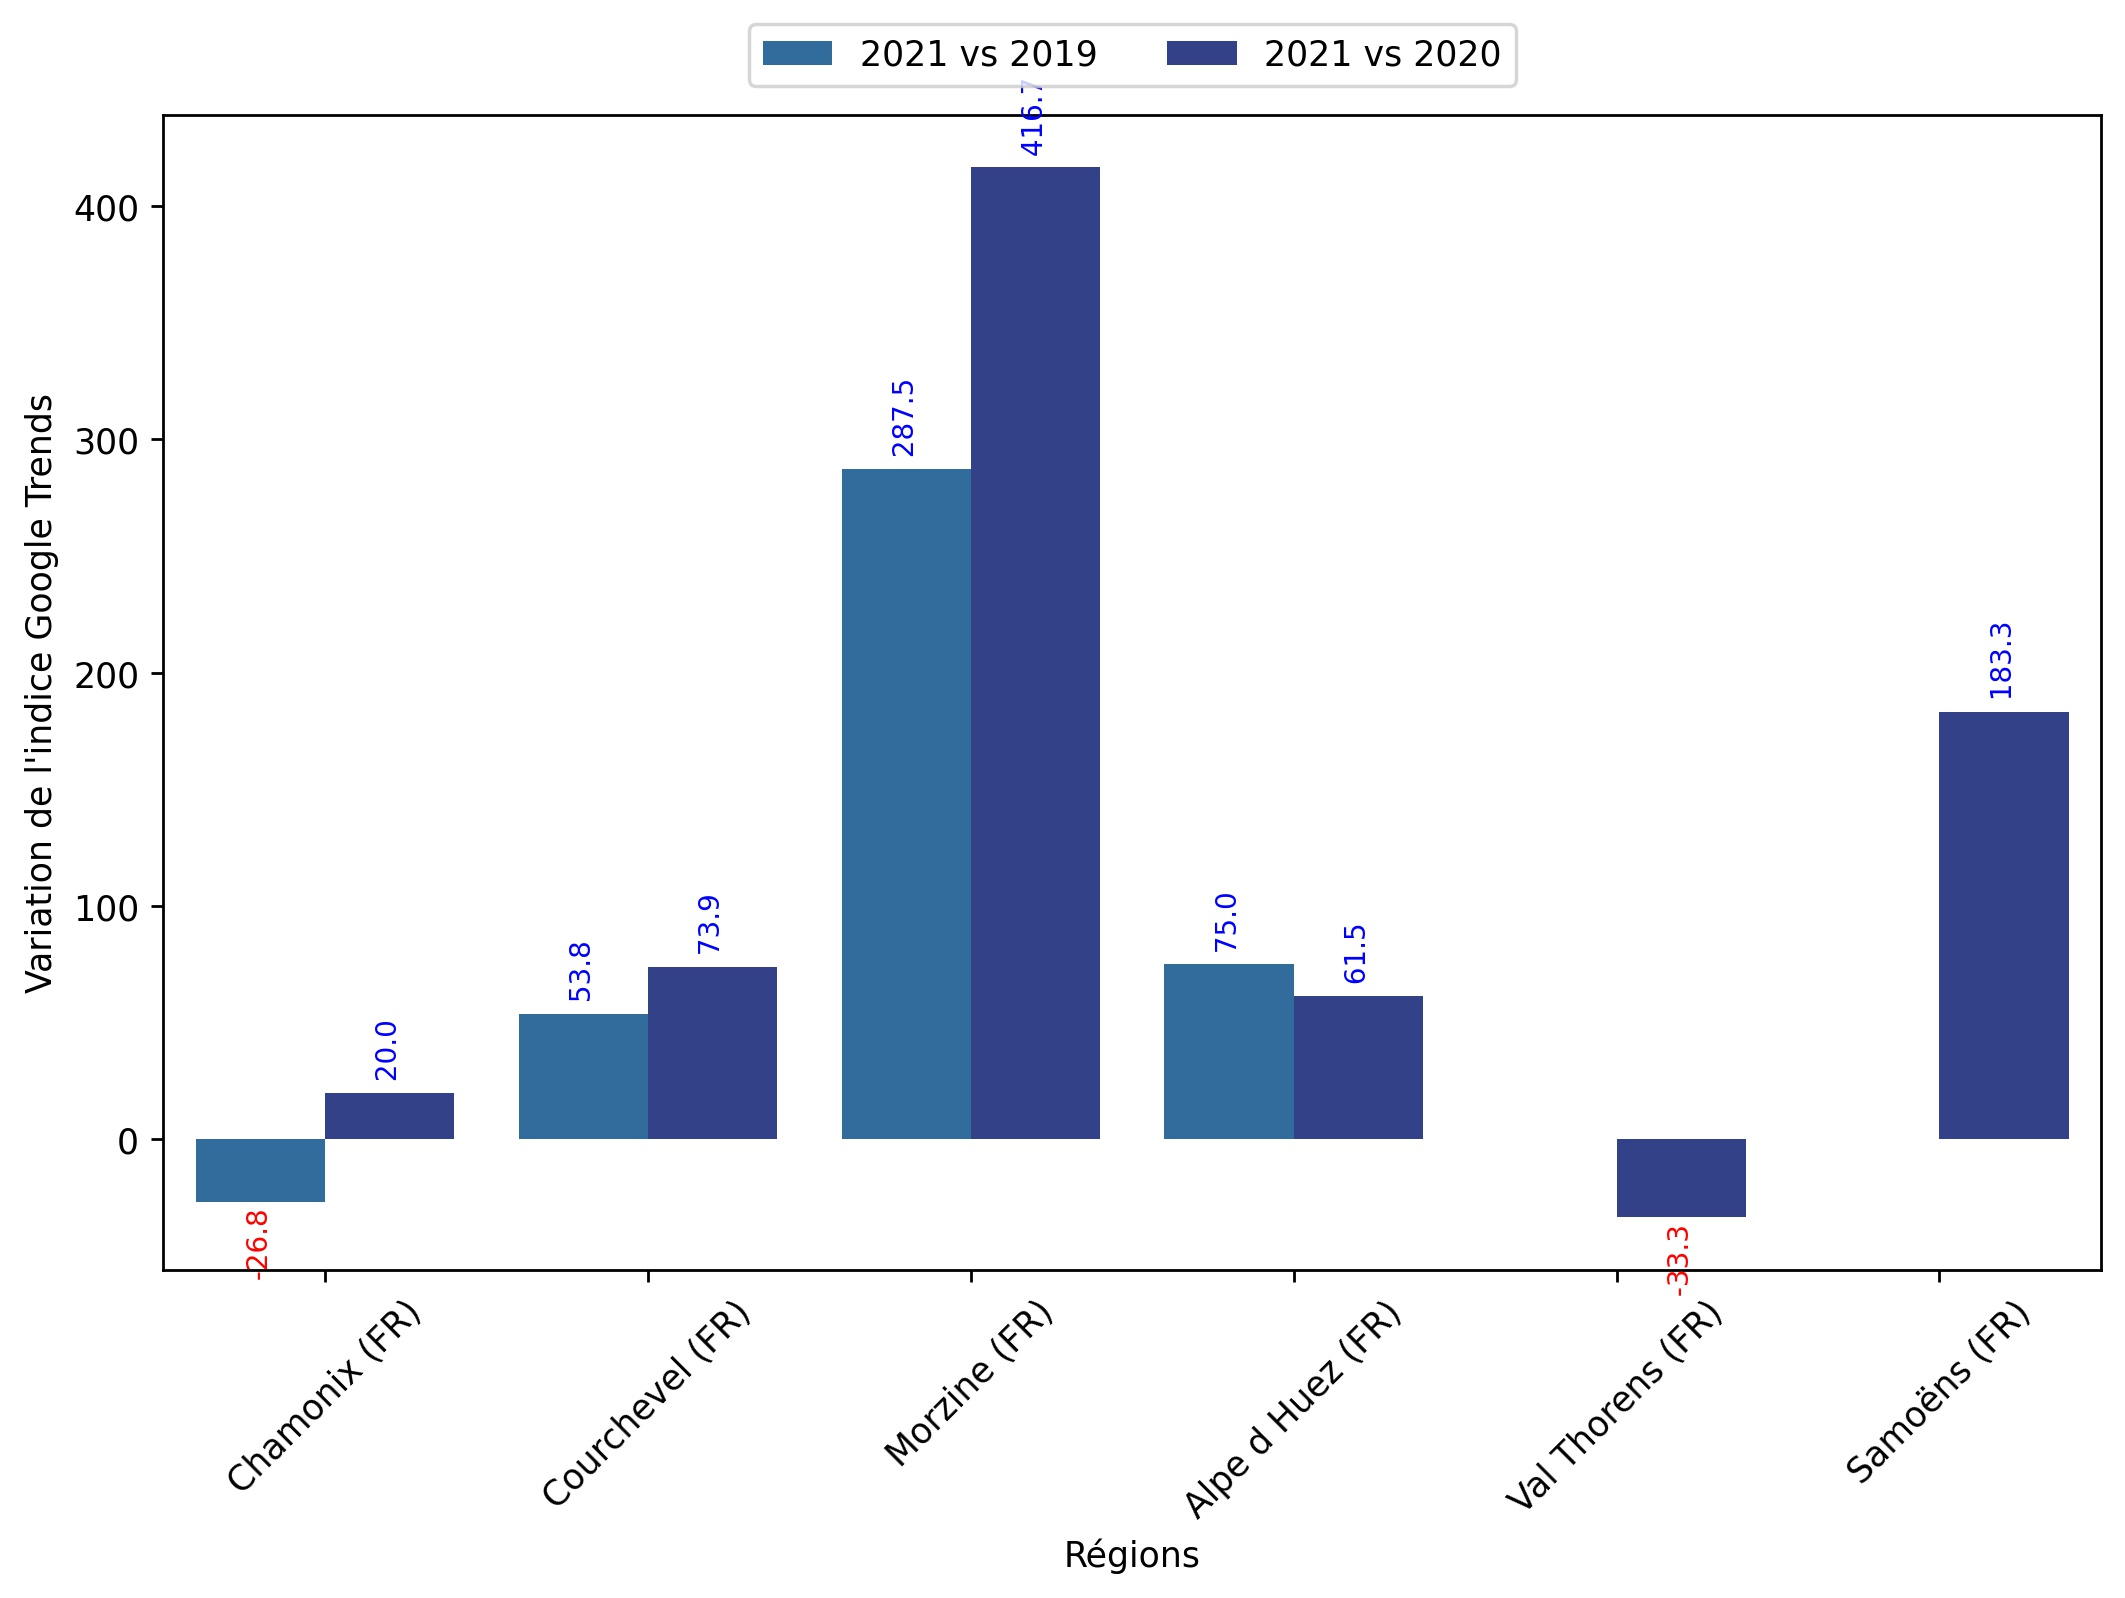 2021 vs 2019
2021 vs 2020
Variation de l'indice Google Trends
400
300
200
100
0
-26.8
20.0
53.8
73.9
287.5
416.7
75.0
61.5
-33.3
183.3
Chamonix (FR)
Courchevel (FR)
Morzine (FR)
Alpe d Huez (FR)
Val Thorens (FR)
Samoëns (FR)
Régions